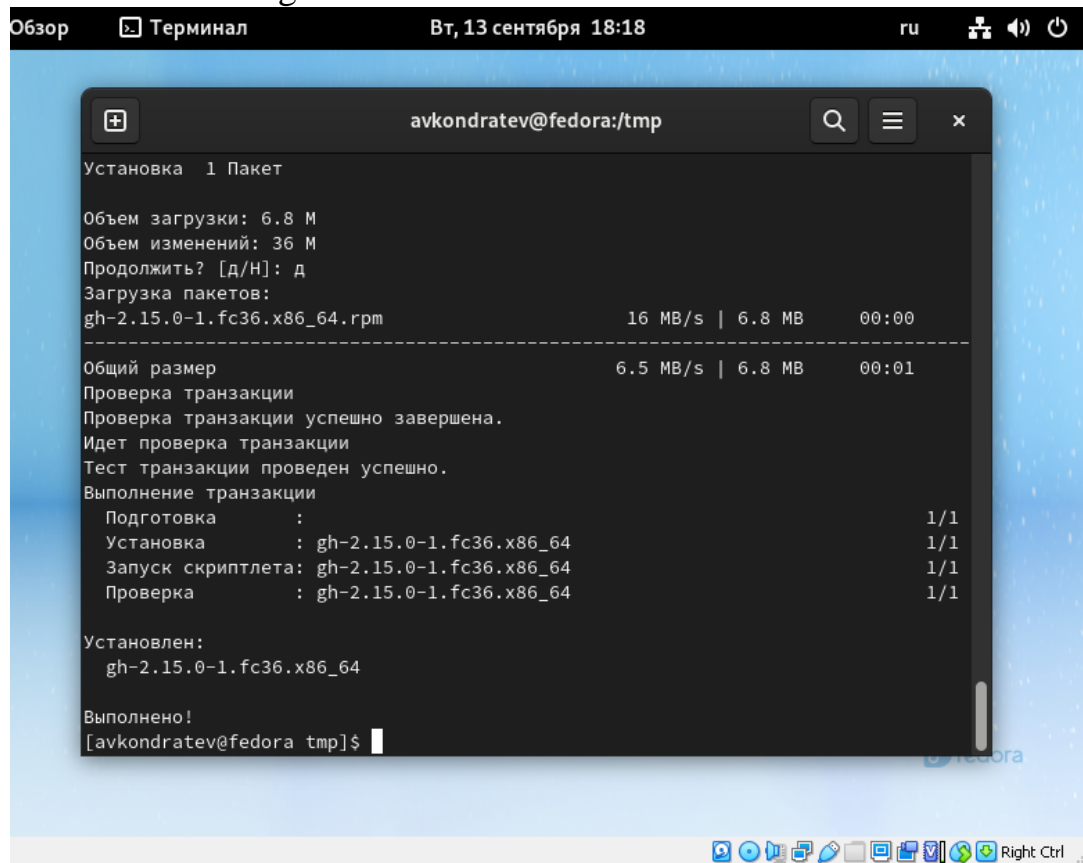 Обзор Терминал Вт, 13 сентября 18:18 ru
avkondratev@fedora:/tmp
Установка 1 Пакет
Объем загрузки: 6.8 M
Объем изменений: 36 M
Продолжить? [д/Н]: д
Загрузка пакетов:
gh-2.15.0-1.fc36.x86_64.rpm 16 MB/s | 6.8 MB 00:00
--------------------------------------------------------------------------------
Общий размер 6.5 MB/s | 6.8 MB 00:01
Проверка транзакции
Проверка транзакции успешно завершена.
Идет проверка транзакции
Тест транзакции проведен успешно.
Выполнение транзакции
Подготовка : 1/1
Установка : gh-2.15.0-1.fc36.x86_64 1/1
Запуск скриптлета: gh-2.15.0-1.fc36.x86_64 1/1
Проверка : gh-2.15.0-1.fc36.x86_64 1/1
Установлен:
gh-2.15.0-1.fc36.x86_64
Выполнено!
[avkondratev@fedora tmp]$
fedora
Right Ctrl